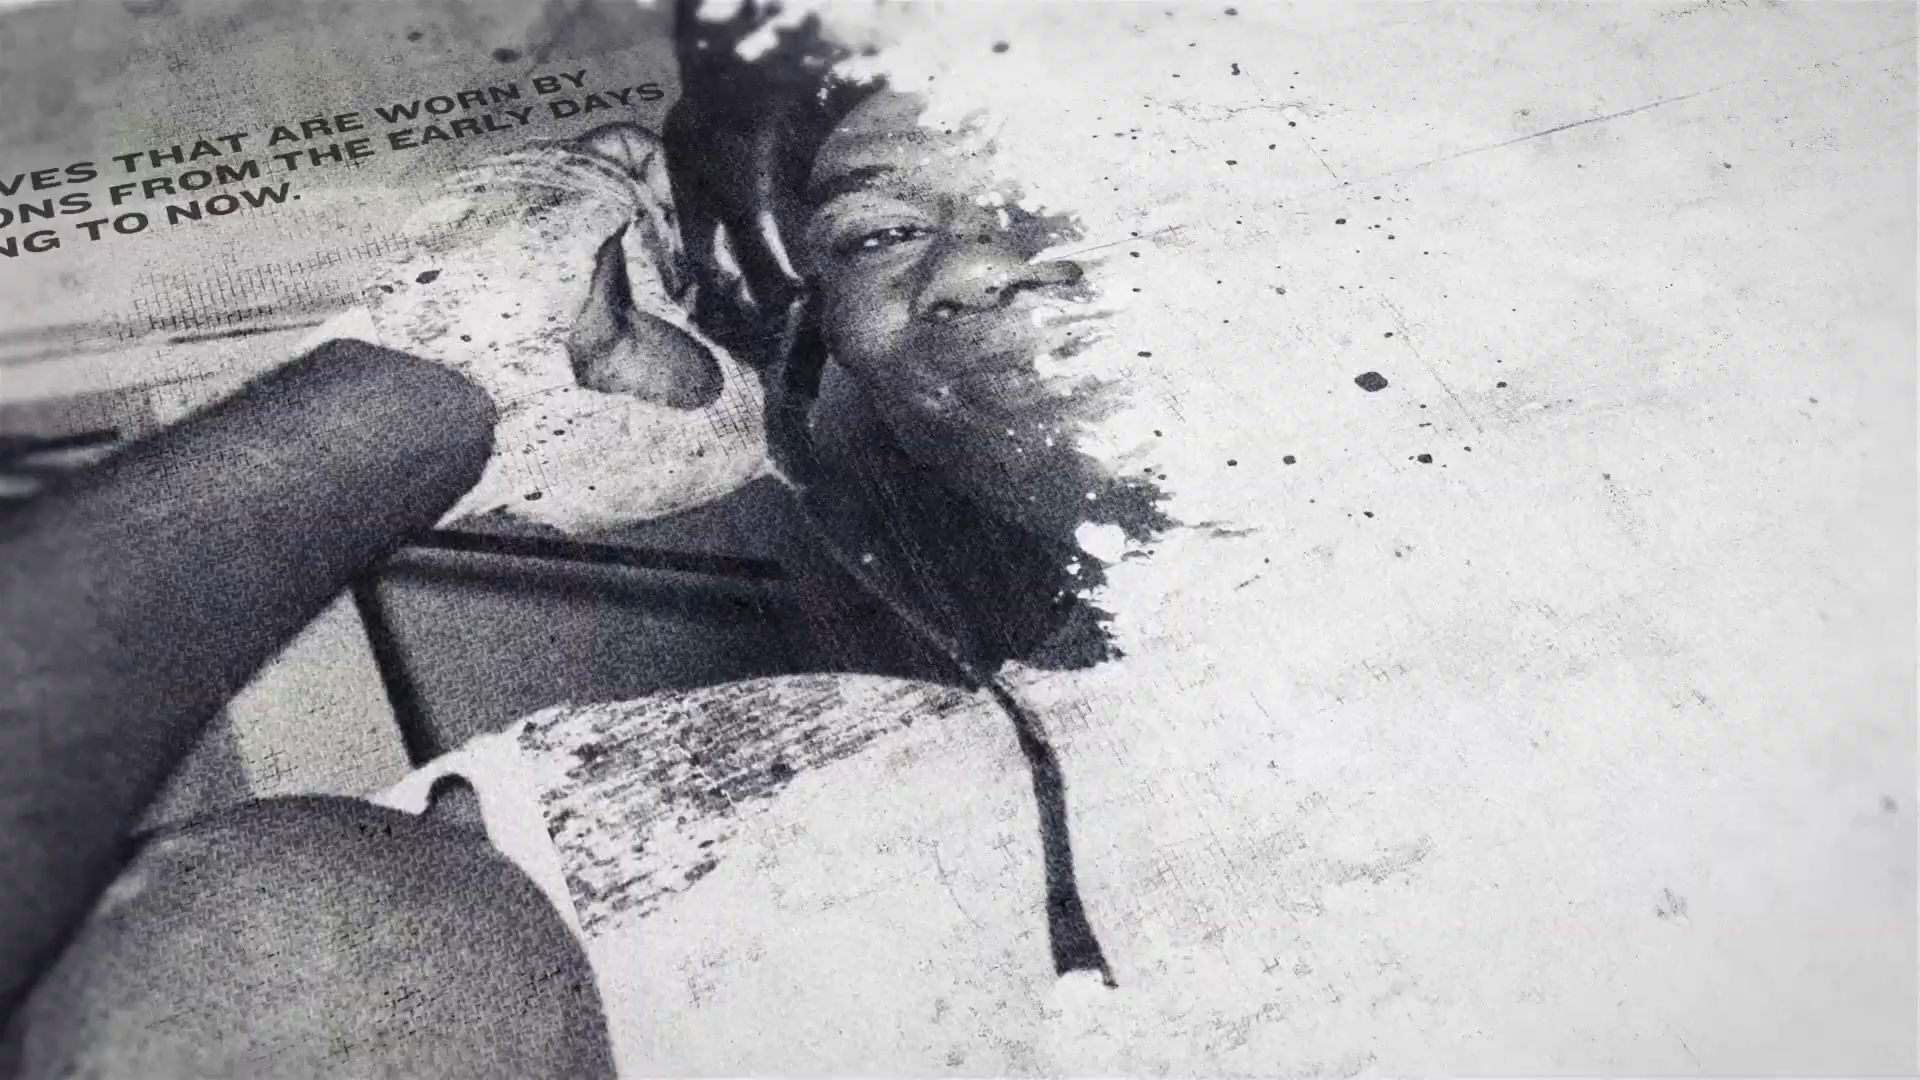 VES THAT ARE WORN BY
ONS FROM THE EARLY DAYS
NG TO NOW.